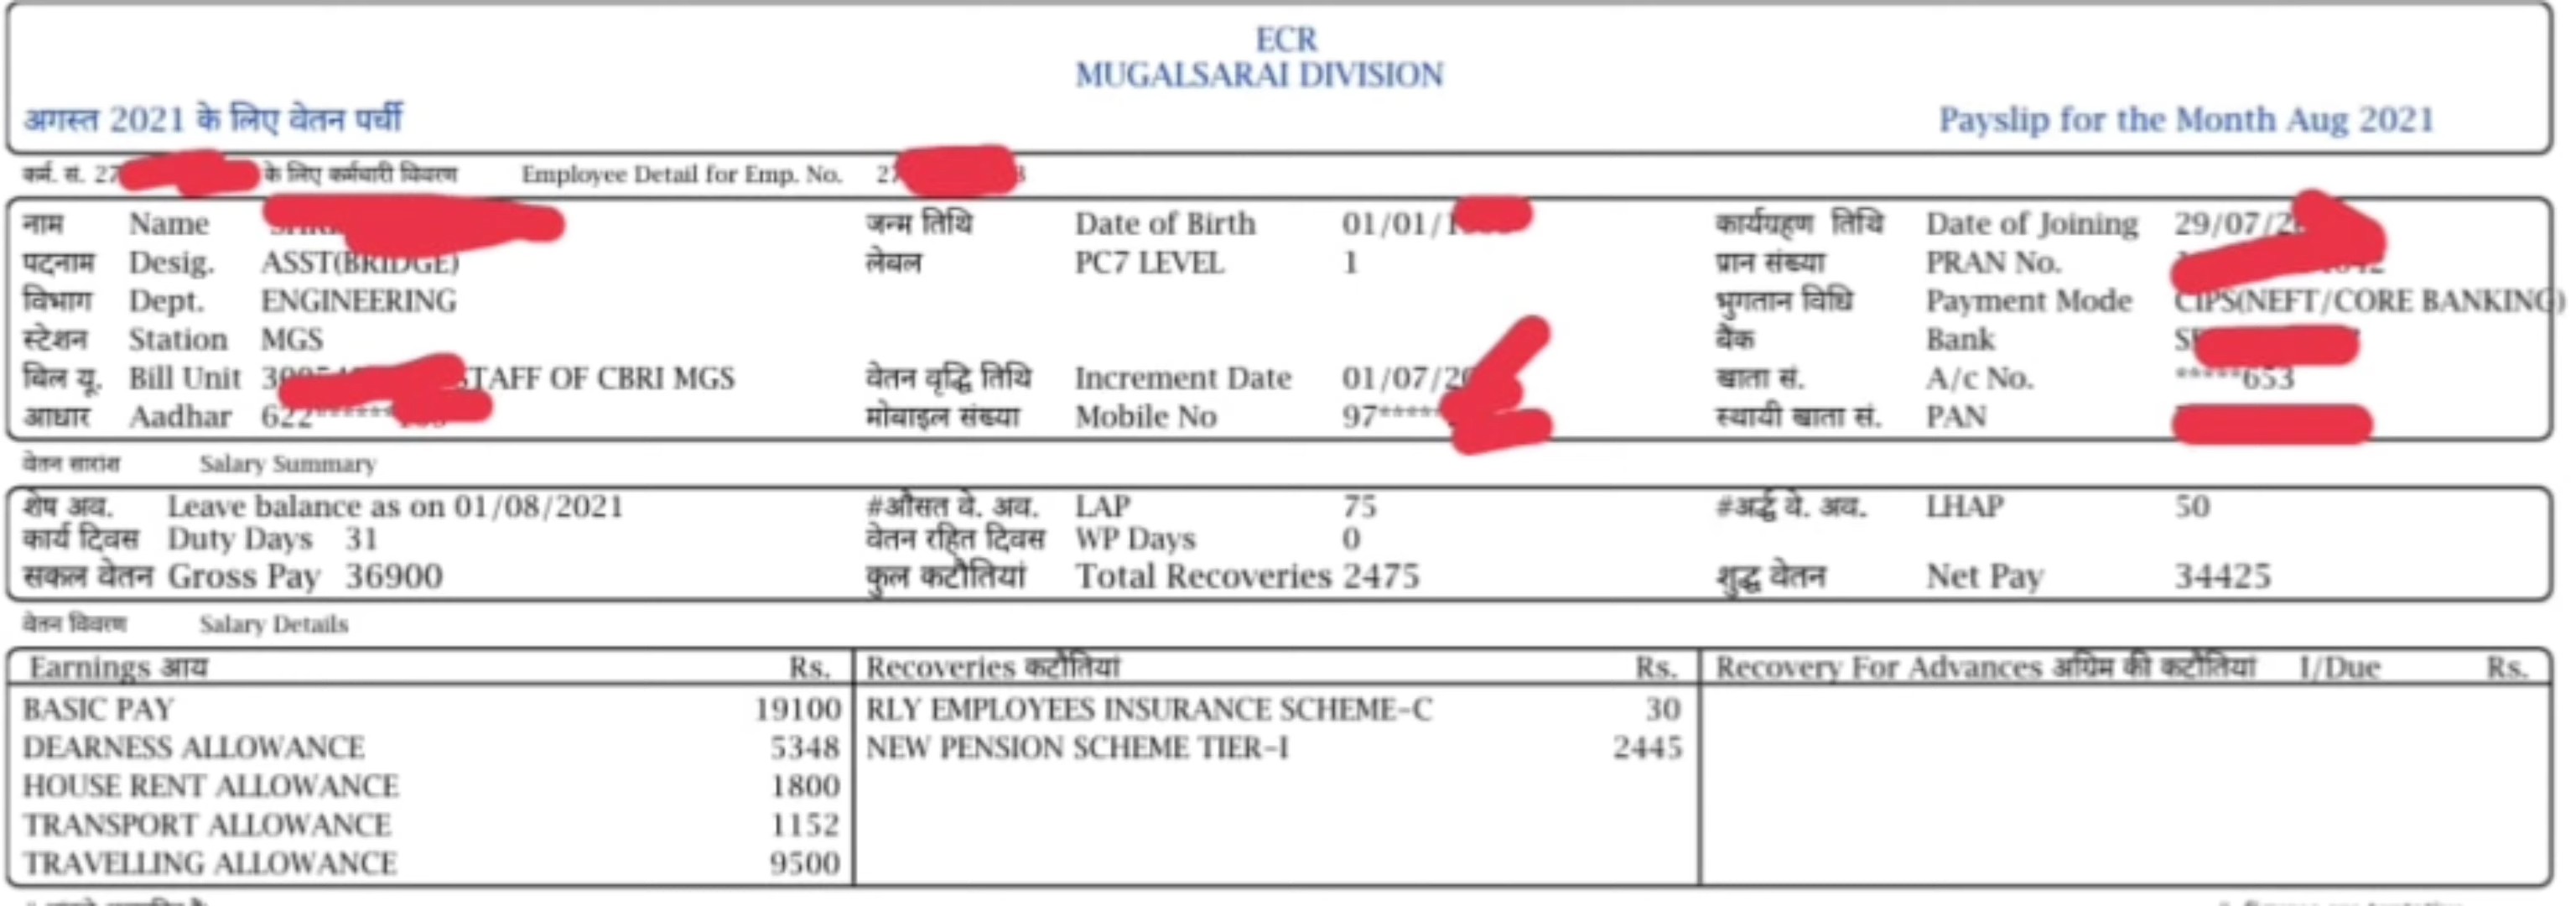 ECR
MUGALSARAI DIVISION
अगस्त 2021 के लिए वेतन पर्ची Payslip for the Month Aug 2021
कर्म. सं. 27 के लिए कर्मचारी विवरण Employee Detail for Emp. No. 27
नाम Name जन्म तिथि Date of Birth 01/01/1 कार्यग्रहण तिथि Date of Joining 29/07/2
पदनाम Desig. ASST(BRIDGE) लेवल PC7 LEVEL 1 प्रान संख्या PRAN No.
विभाग Dept. ENGINEERING भुगतान विधि Payment Mode CIPS(NEFT/CORE BANKING)
स्टेशन Station MGS बैंक Bank
बिल यू. Bill Unit STAFF OF CBRI MGS वेतन वृद्धि तिथि Increment Date 01/07/20 खाता सं. A/c No. *****653
आधार Aadhar 622****** मोबाइल संख्या Mobile No 97***** स्थायी खाता सं. PAN
वेतन सारांश Salary Summary
शेष अव. Leave balance as on 01/08/2021 #औसत वे. अव. LAP 75 #अर्द्ध वे. अव. LHAP 50
कार्य दिवस Duty Days 31 वेतन रहित दिवस WP Days 0
सकल वेतन Gross Pay 36900 कुल कटौतियां Total Recoveries 2475 शुद्ध वेतन Net Pay 34425
वेतन विवरण Salary Details
Earnings आय Rs. Recoveries कटौतियां Rs. Recovery For Advances अग्रिम की कटौतियां I/Due Rs.
BASIC PAY 19100 RLY EMPLOYEES INSURANCE SCHEME-C 30
DEARNESS ALLOWANCE 5348 NEW PENSION SCHEME TIER-I 2445
HOUSE RENT ALLOWANCE 1800
TRANSPORT ALLOWANCE 1152
TRAVELLING ALLOWANCE 9500